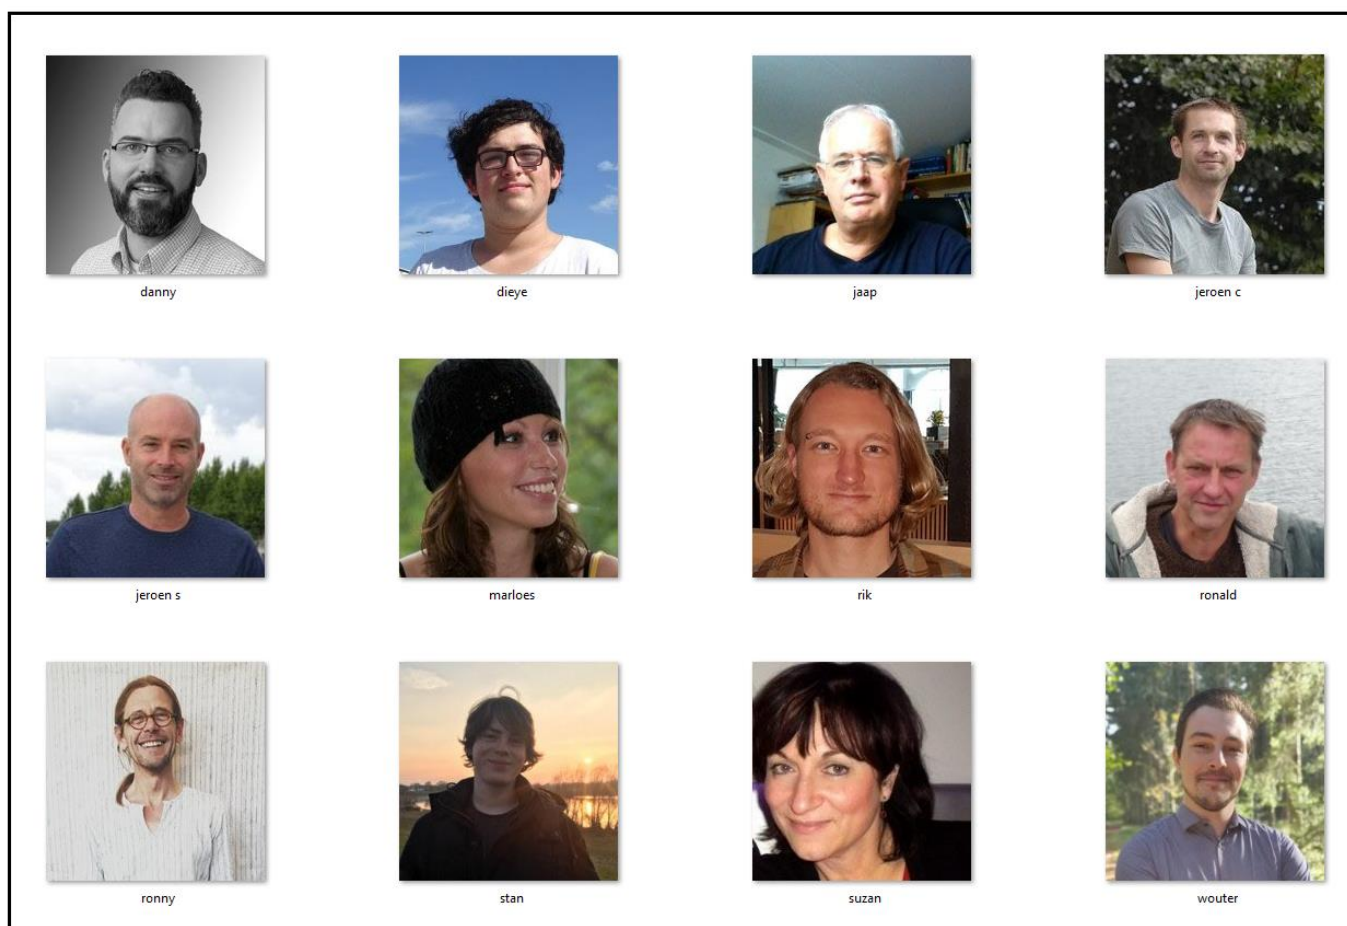 danny
dieye
jaap
jeroen c
jeroen s
marloes
rik
ronald
ronny
stan
suzan
wouter